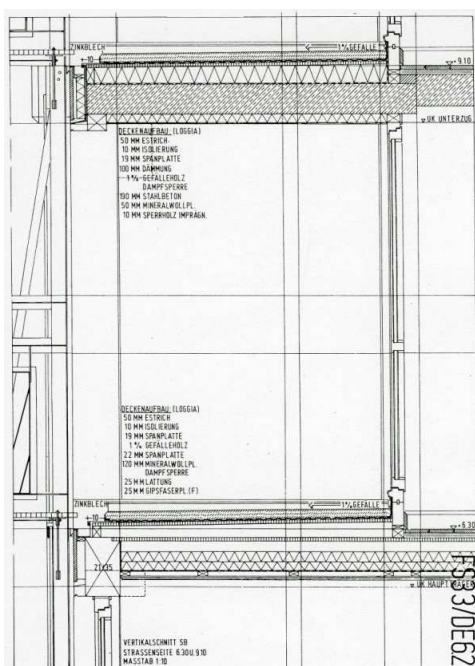 ZINKBLECH
1% GEFÄLLE
10
+9.10
UK UNTERZUG
DECKENAUFBAU (LOGGIA)
50 MM ESTRICH
10 MM ISOLIERUNG
19 MM SPANPLATTE
100 MM DÄMMUNG
1% GEFÄLLEHOLZ
DAMPFSPERRE
190 MM STAHLBETON
50 MM MINERALWOLLPL.
10 MM SPERRHOLZ IMPRÄGN.
DECKENAUFBAU (LOGGIA)
50 MM ESTRICH
10 MM ISOLIERUNG
19 MM SPANPLATTE
1% GEFÄLLEHOLZ
22 MM SPANPLATTE
120 MM MINERALWOLLPL.
DAMPFSPERRE
25 MM LATTUNG
25 MM GIPSFASERPL. (F)
ZINKBLECH
1% GEFÄLLE
10
+6.30
UK HAUPTTRÄGER
VERTIKALSCHNITT SB
STRASSENSEITE 6.30 U. 9.10
MASSTAB 1:10
FS33/DE62